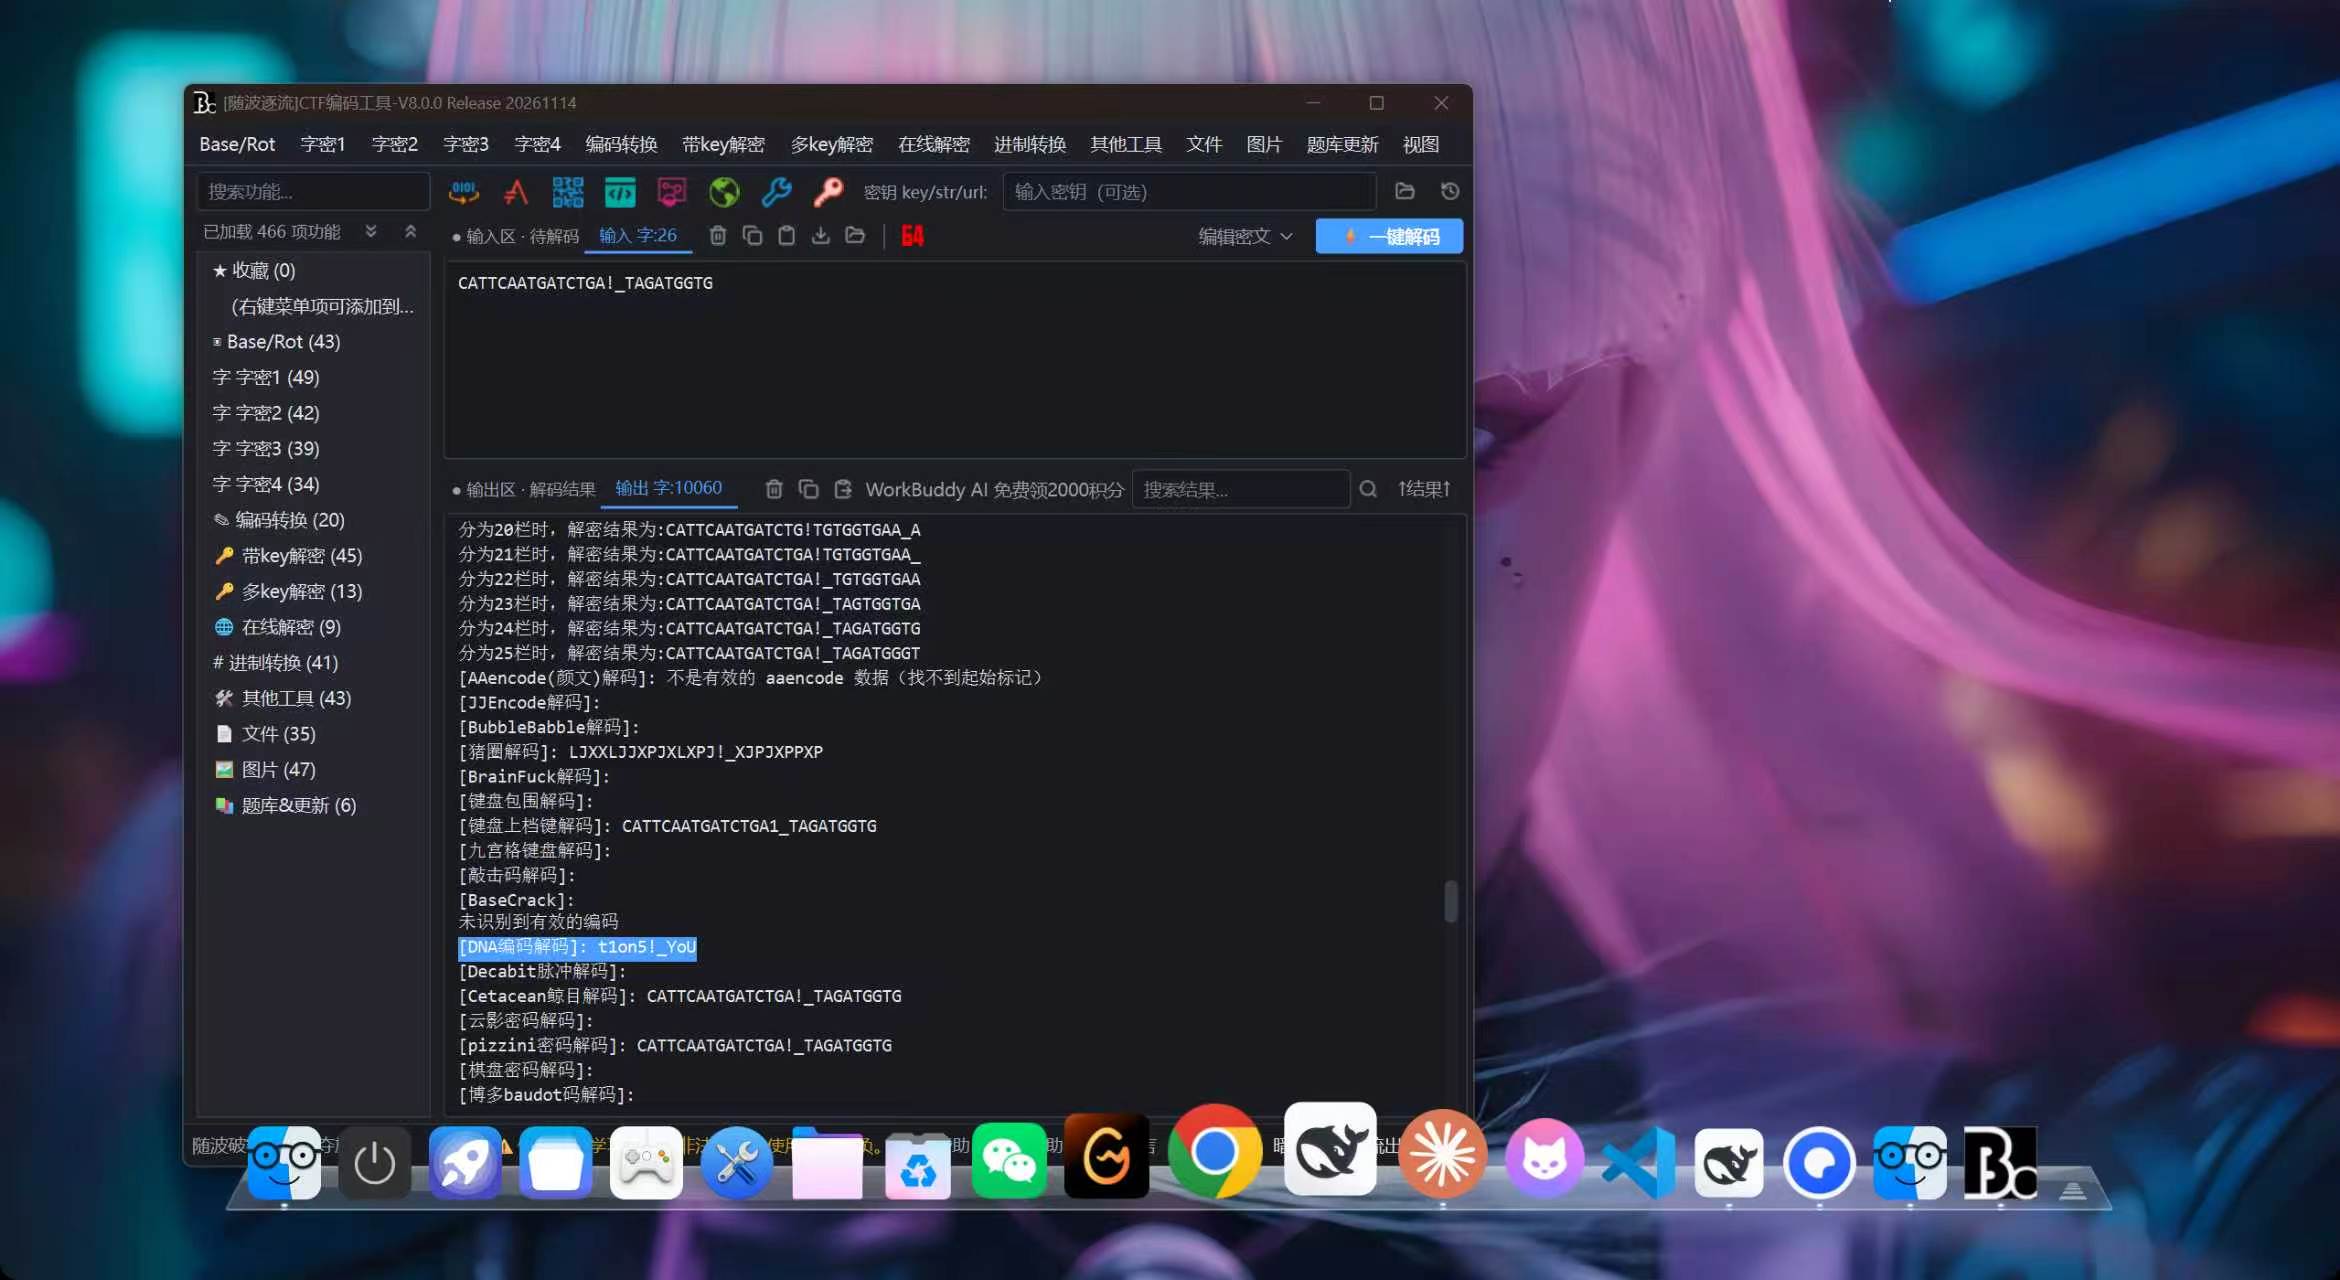 [随波逐流]CTF编码工具-V8.0.0 Release 20261114
Base/Rot 字密1 字密2 字密3 字密4 编码转换 带key解密 多key解密 在线解密 进制转换 其他工具 文件 图片 题库更新 视图
搜索功能... 密钥 key/str/url: 输入密钥（可选）
已加载 466 项功能
● 输入区 · 待解码 输入 字:26 64 编辑密文 一键解码
★ 收藏 (0)
(右键菜单项可添加到...
Base/Rot (43)
字 字密1 (49)
字 字密2 (42)
字 字密3 (39)
字 字密4 (34)
编码转换 (20)
带key解密 (45)
多key解密 (13)
在线解密 (9)
# 进制转换 (41)
其他工具 (43)
文件 (35)
图片 (47)
题库&更新 (6)
CATTCAATGATCTGA!_TAGATGGTG
● 输出区 · 解码结果 输出 字:10060 WorkBuddy AI 免费领2000积分 搜索结果... ↑结果↑
分为20栏时，解密结果为:CATTCAATGATCTG!TGTGGTGAA_A
分为21栏时，解密结果为:CATTCAATGATCTGA!TGTGGTGAA_
分为22栏时，解密结果为:CATTCAATGATCTGA!_TGTGGTGAA
分为23栏时，解密结果为:CATTCAATGATCTGA!_TAGTGGTGA
分为24栏时，解密结果为:CATTCAATGATCTGA!_TAGATGGTG
分为25栏时，解密结果为:CATTCAATGATCTGA!_TAGATGGGT
[AAencode(颜文)解码]: 不是有效的 aaencode 数据（找不到起始标记）
[JJEncode解码]:
[BubbleBabble解码]:
[猪圈解码]: LJXXLJJXPJXLXPJ!_XJPJXPPXP
[BrainFuck解码]:
[键盘包围解码]:
[键盘上档键解码]: CATTCAATGATCTGA1_TAGATGGTG
[九宫格键盘解码]:
[敲击码解码]:
[BaseCrack]:
未识别到有效的编码
[DNA编码解码]: t1on5!_YoU
[Decabit脉冲解码]:
[Cetacean鲸目解码]: CATTCAATGATCTGA!_TAGATGGTG
[云影密码解码]:
[pizzini密码解码]: CATTCAATGATCTGA!_TAGATGGTG
[棋盘密码解码]:
[博多baudot码解码]:
随波